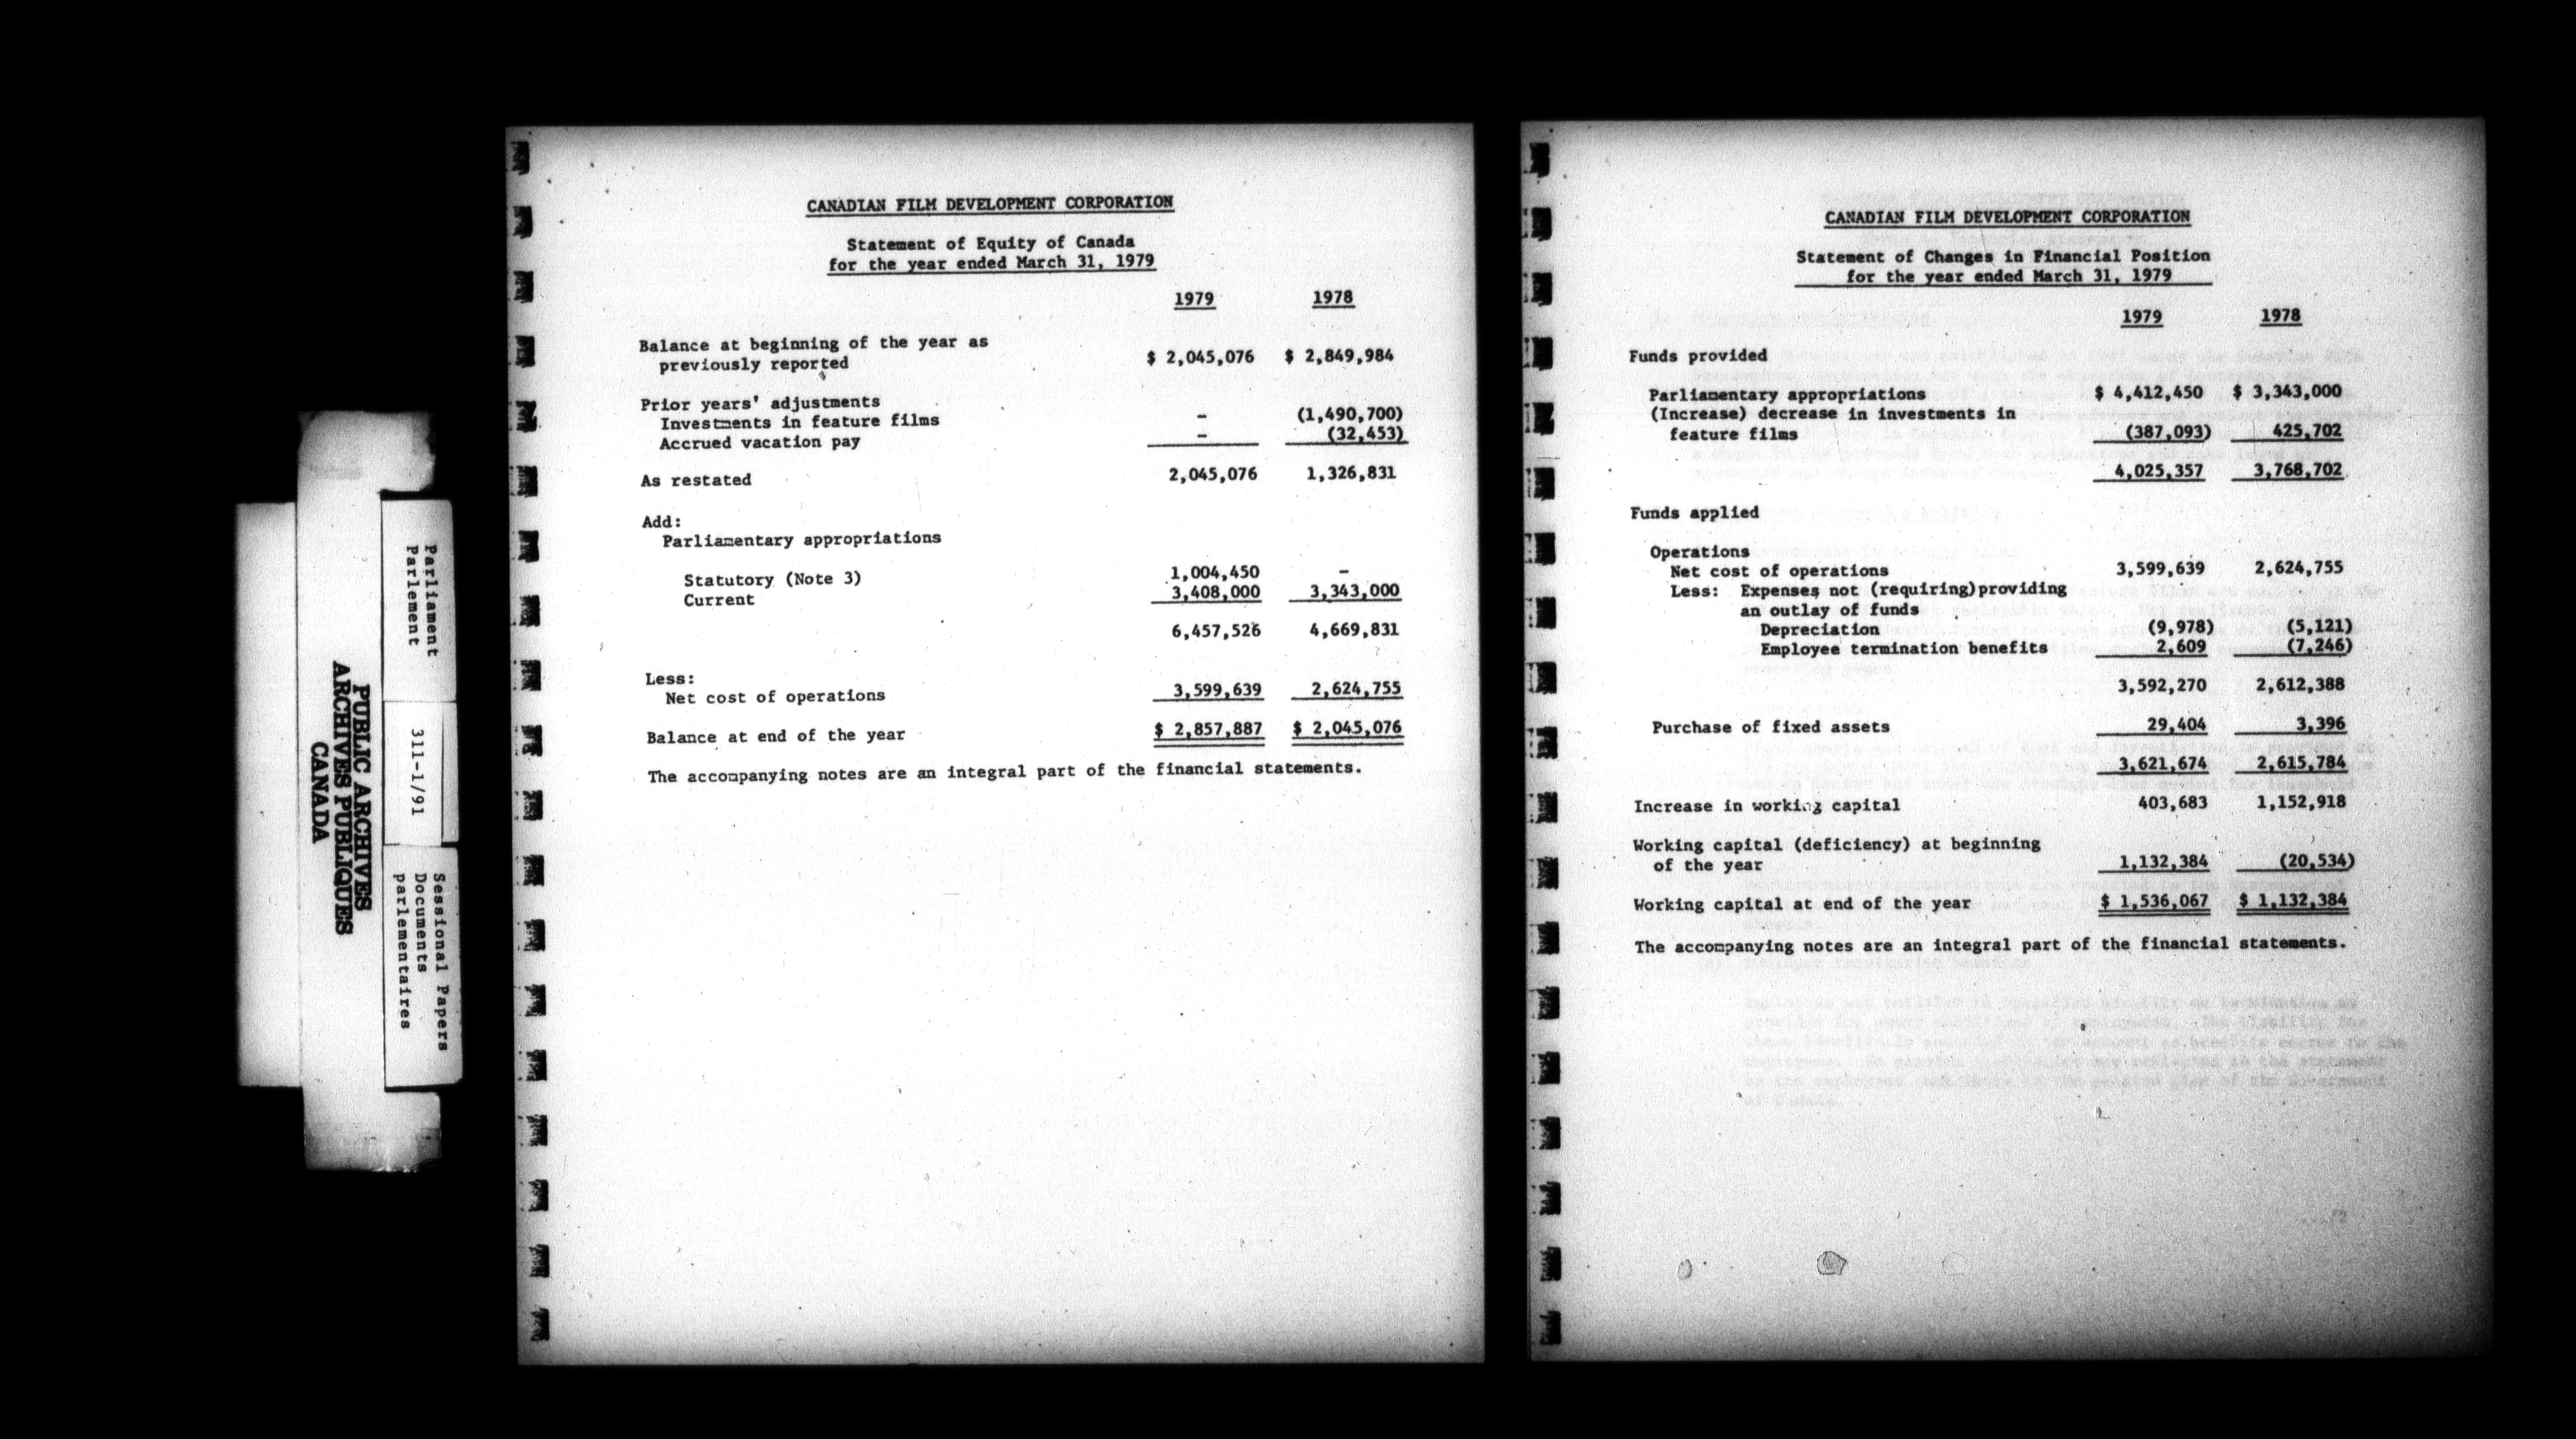 Parliament
Parlement
311-1/91
Sessional Papers
Documents
parlementaires
PUBLIC ARCHIVES
ARCHIVES PUBLIQUES
CANADA
CANADIAN FILM DEVELOPMENT CORPORATION
Statement of Equity of Canada
for the year ended March 31, 1979
1979 1978
Balance at beginning of the year as
previously reported $ 2,045,076 $ 2,849,984
Prior years' adjustments
Investments in feature films - (1,490,700)
Accrued vacation pay - (32,453)
As restated 2,045,076 1,326,831
Add:
Parliamentary appropriations
Statutory (Note 3) 1,004,450 -
Current 3,408,000 3,343,000
6,457,526 4,669,831
Less:
Net cost of operations 3,599,639 2,624,755
Balance at end of the year $ 2,857,887 $ 2,045,076
The accompanying notes are an integral part of the financial statements.
CANADIAN FILM DEVELOPMENT CORPORATION
Statement of Changes in Financial Position
for the year ended March 31, 1979
1979 1978
Funds provided
Parliamentary appropriations $ 4,412,450 $ 3,343,000
(Increase) decrease in investments in
feature films (387,093) 425,702
4,025,357 3,768,702
Funds applied
Operations
Net cost of operations 3,599,639 2,624,755
Less: Expenses not (requiring)providing
an outlay of funds
Depreciation (9,978) (5,121)
Employee termination benefits 2,609 (7,246)
3,592,270 2,612,388
Purchase of fixed assets 29,404 3,396
3,621,674 2,615,784
Increase in working capital 403,683 1,152,918
Working capital (deficiency) at beginning
of the year 1,132,384 (20,534)
Working capital at end of the year $ 1,536,067 $ 1,132,384
The accompanying notes are an integral part of the financial statements.